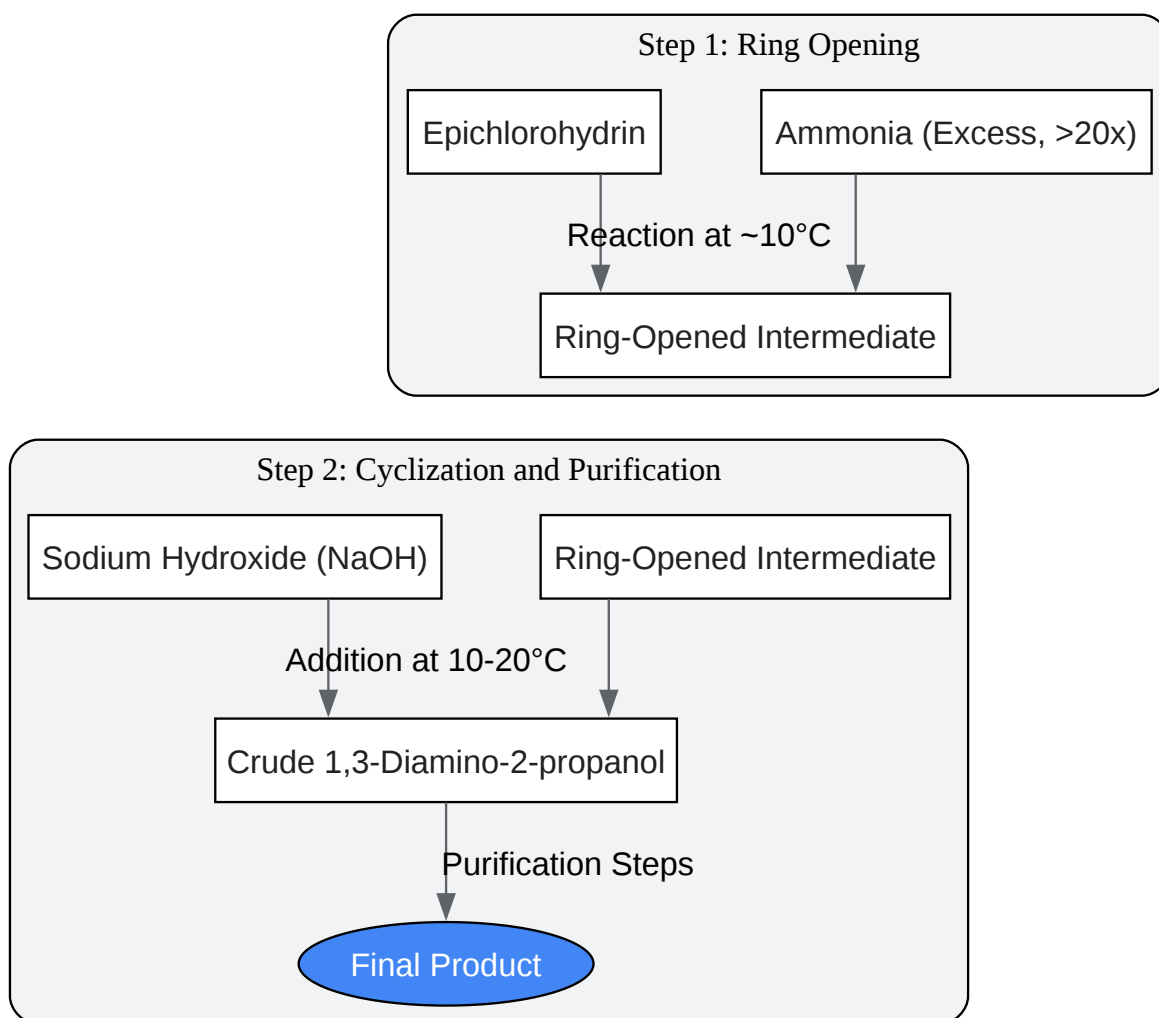 Step 1: Ring Opening
Epichlorohydrin
Ammonia (Excess, >20x)
Reaction at ~10°C
Ring-Opened Intermediate
Step 2: Cyclization and Purification
Sodium Hydroxide (NaOH)
Ring-Opened Intermediate
Addition at 10-20°C
Crude 1,3-Diamino-2-propanol
Purification Steps
Final Product